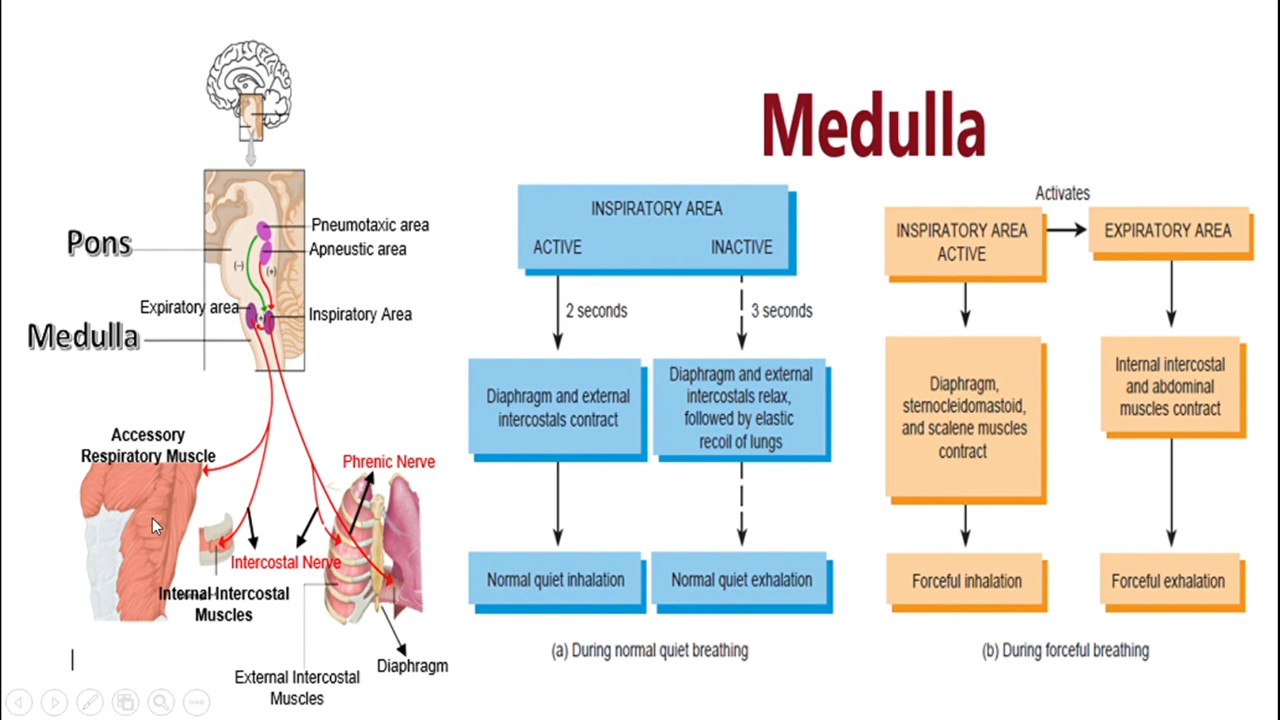 Medulla
Pneumotaxic area
Pons
Apneustic area
(-)
(+)
Expiratory area
(+)
Inspiratory Area
Medulla
Accessory
Respiratory Muscle
Phrenic Nerve
Intercostal Nerve
Internal Intercostal
Muscles
Diaphragm
External Intercostal
Muscles
INSPIRATORY AREA
ACTIVE INACTIVE
2 seconds
3 seconds
Diaphragm and external
intercostals contract
Diaphragm and external
intercostals relax,
followed by elastic
recoil of lungs
Normal quiet inhalation
Normal quiet exhalation
(a) During normal quiet breathing
Activates
INSPIRATORY AREA
ACTIVE
EXPIRATORY AREA
Diaphragm,
sternocleidomastoid,
and scalene muscles
contract
Internal intercostal
and abdominal
muscles contract
Forceful inhalation
Forceful exhalation
(b) During forceful breathing